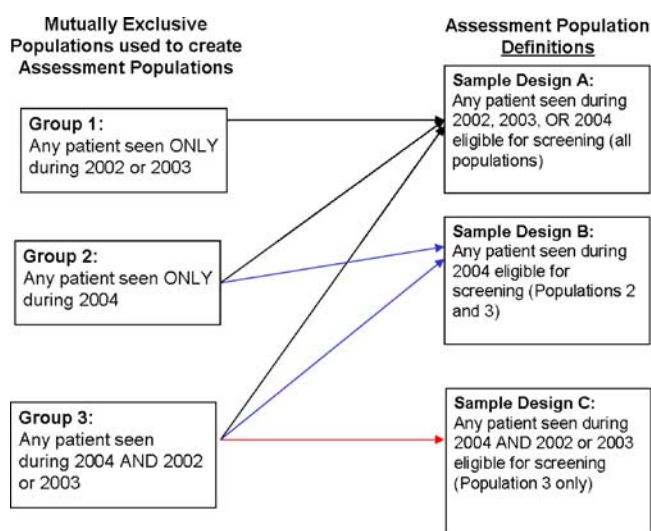 Mutually Exclusive
Populations used to create
Assessment Populations
Assessment Population
Definitions
Group 1:
Any patient seen ONLY
during 2002 or 2003
Group 2:
Any patient seen ONLY
during 2004
Group 3:
Any patient seen
during 2004 AND 2002
or 2003
Sample Design A:
Any patient seen during
2002, 2003, OR 2004
eligible for screening (all
populations)
Sample Design B:
Any patient seen during
2004 eligible for
screening (Populations 2
and 3)
Sample Design C:
Any patient seen during
2004 AND 2002 or 2003
eligible for screening
(Population 3 only)